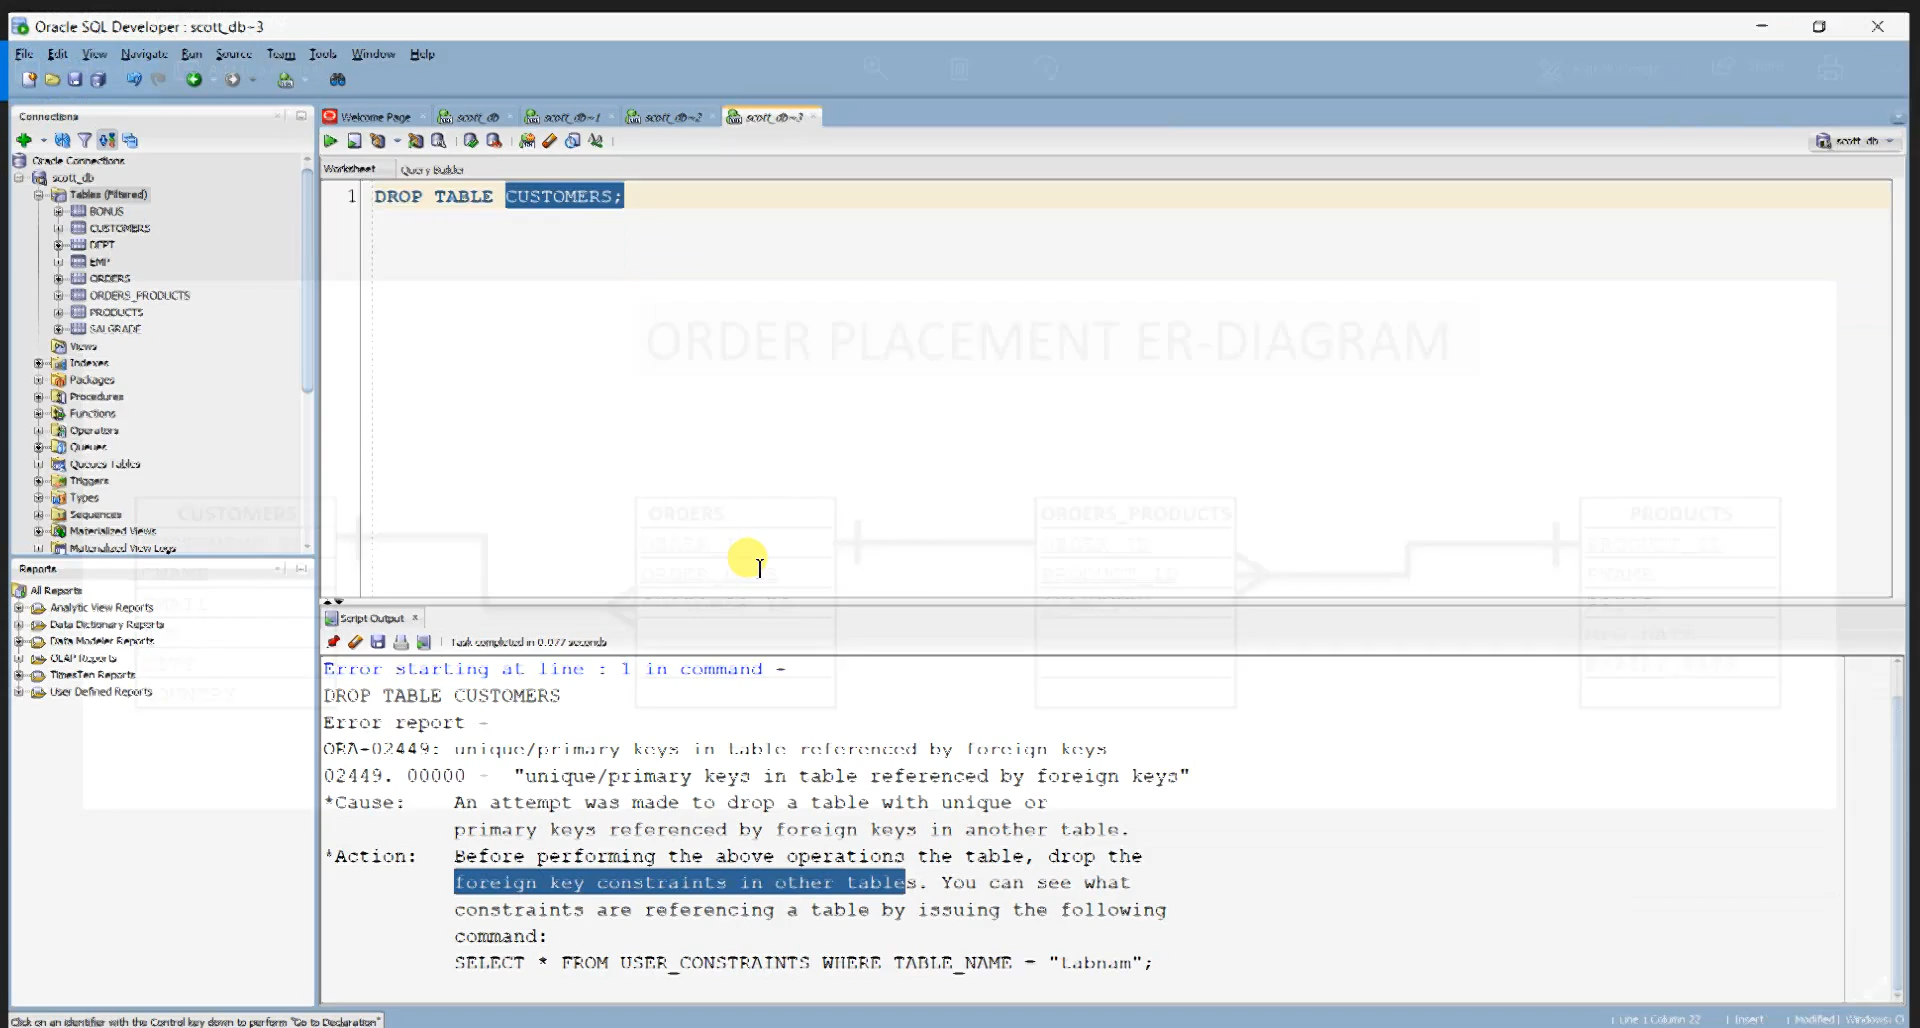 Oracle SQL Developer : scott_db~3
File Edit View Navigate Run Source Team Tools Window Help
Connections
Welcome Page
scott_db
scott_db~1
scott_db~2
scott_db~3
scott_db
Oracle Connections
scott_db
Tables (Filtered)
BONUS
CUSTOMERS
DEPT
EMP
ORDERS
ORDERS_PRODUCTS
PRODUCTS
SALGRADE
Views
Indexes
Packages
Procedures
Functions
Operators
Queues
Queues Tables
Triggers
Types
Sequences
Materialized Views
Materialized View Logs
Worksheet Query Builder
1 DROP TABLE CUSTOMERS;
ORDER PLACEMENT ER-DIAGRAM
CUSTOMERS
ORDERS
ORDERS_PRODUCTS
PRODUCTS
ORDER_ID
PRODUCT_ID
PRODUCT_ID
PNAME
Reports
All Reports
Analytic View Reports
Data Dictionary Reports
Data Modeler Reports
OLAP Reports
TimesTen Reports
User Defined Reports
COUNTRY
Script Output
Task completed in 0.077 seconds
Error starting at line : 1 in command -
DROP TABLE CUSTOMERS
Error report -
ORA-02449: unique/primary keys in table referenced by foreign keys
02449. 00000 - "unique/primary keys in table referenced by foreign keys"
*Cause: An attempt was made to drop a table with unique or
primary keys referenced by foreign keys in another table.
*Action: Before performing the above operations the table, drop the
foreign key constraints in other tables. You can see what
constraints are referencing a table by issuing the following
command:
SELECT * FROM USER_CONSTRAINTS WHERE TABLE_NAME = "tabnam";
Click on an identifier with the Control key down to perform "Go to Declaration"
Line 1 Column 22 Insert Modified Windows: C